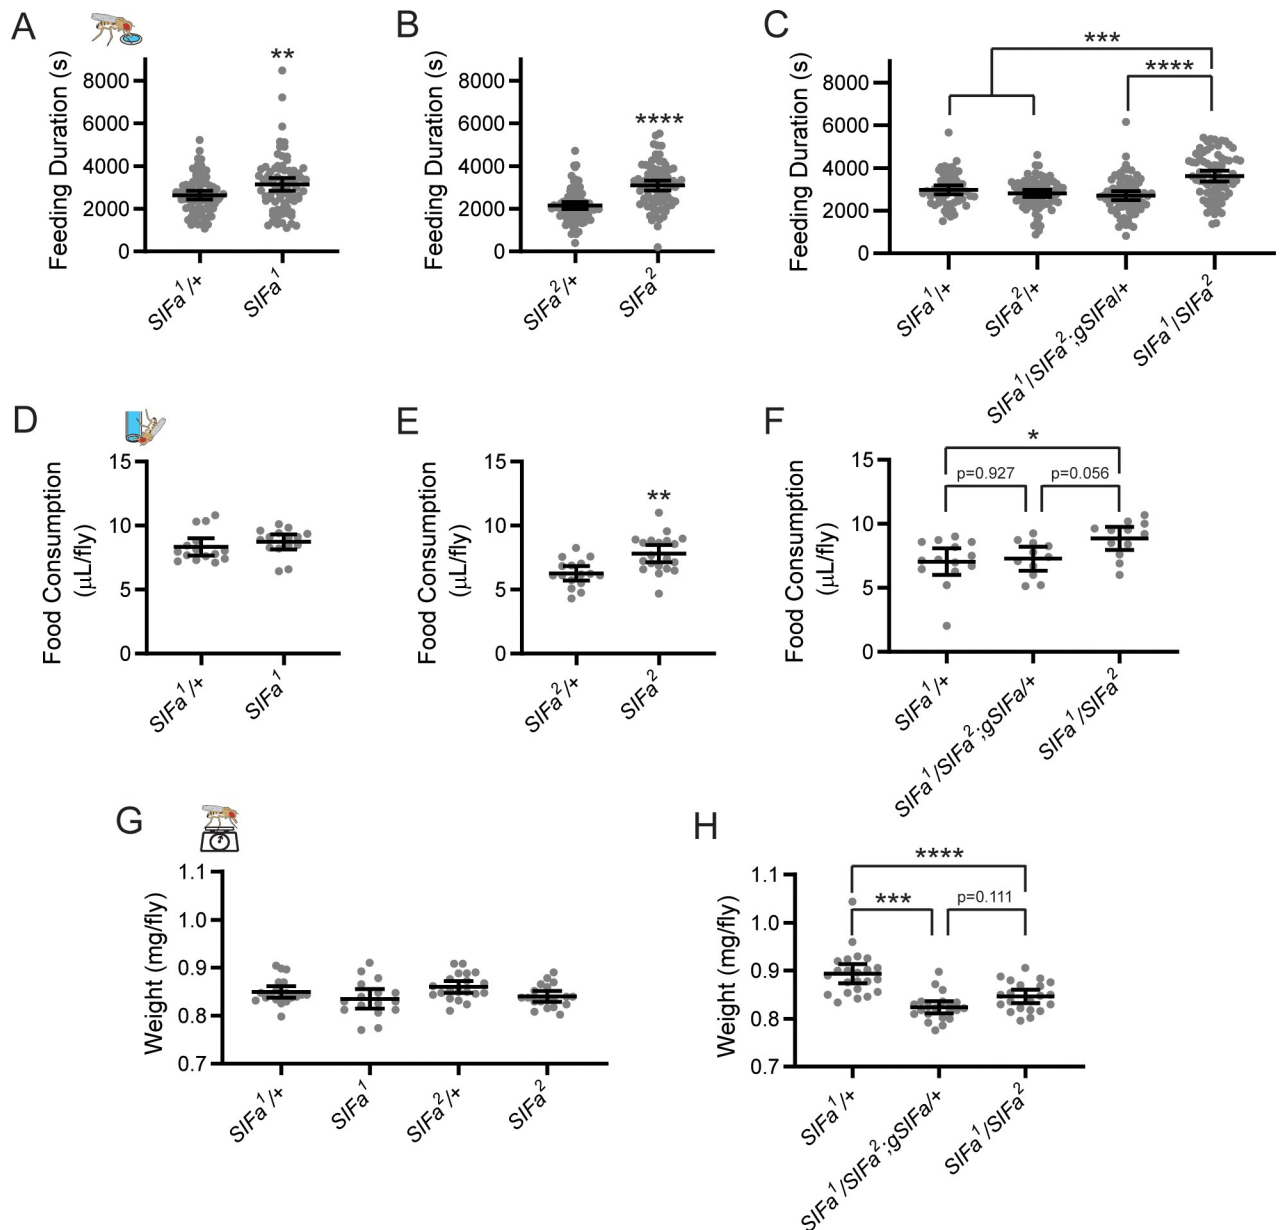 A
Feeding Duration (s)
8000
6000
4000
2000
0
**
SIFa¹/+
SIFa¹
B
Feeding Duration (s)
8000
6000
4000
2000
0
****
SIFa²/+
SIFa²
C
Feeding Duration (s)
8000
6000
4000
2000
0
***
****
SIFa¹/+
SIFa²/+
SIFa¹/SIFa²;gSIFa/+
SIFa¹/SIFa²
D
Food Consumption
(μL/fly)
15
10
5
0
SIFa¹/+
SIFa¹
E
Food Consumption
(μL/fly)
15
10
5
0
**
SIFa²/+
SIFa²
F
Food Consumption
(μL/fly)
15
10
5
0
*
p=0.927
p=0.056
SIFa¹/+
SIFa¹/SIFa²;gSIFa/+
SIFa¹/SIFa²
G
Weight (mg/fly)
1.1
1.0
0.9
0.8
0.7
SIFa¹/+
SIFa¹
SIFa²/+
SIFa²
H
Weight (mg/fly)
1.1
1.0
0.9
0.8
0.7
****
***
p=0.111
SIFa¹/+
SIFa¹/SIFa²;gSIFa/+
SIFa¹/SIFa²